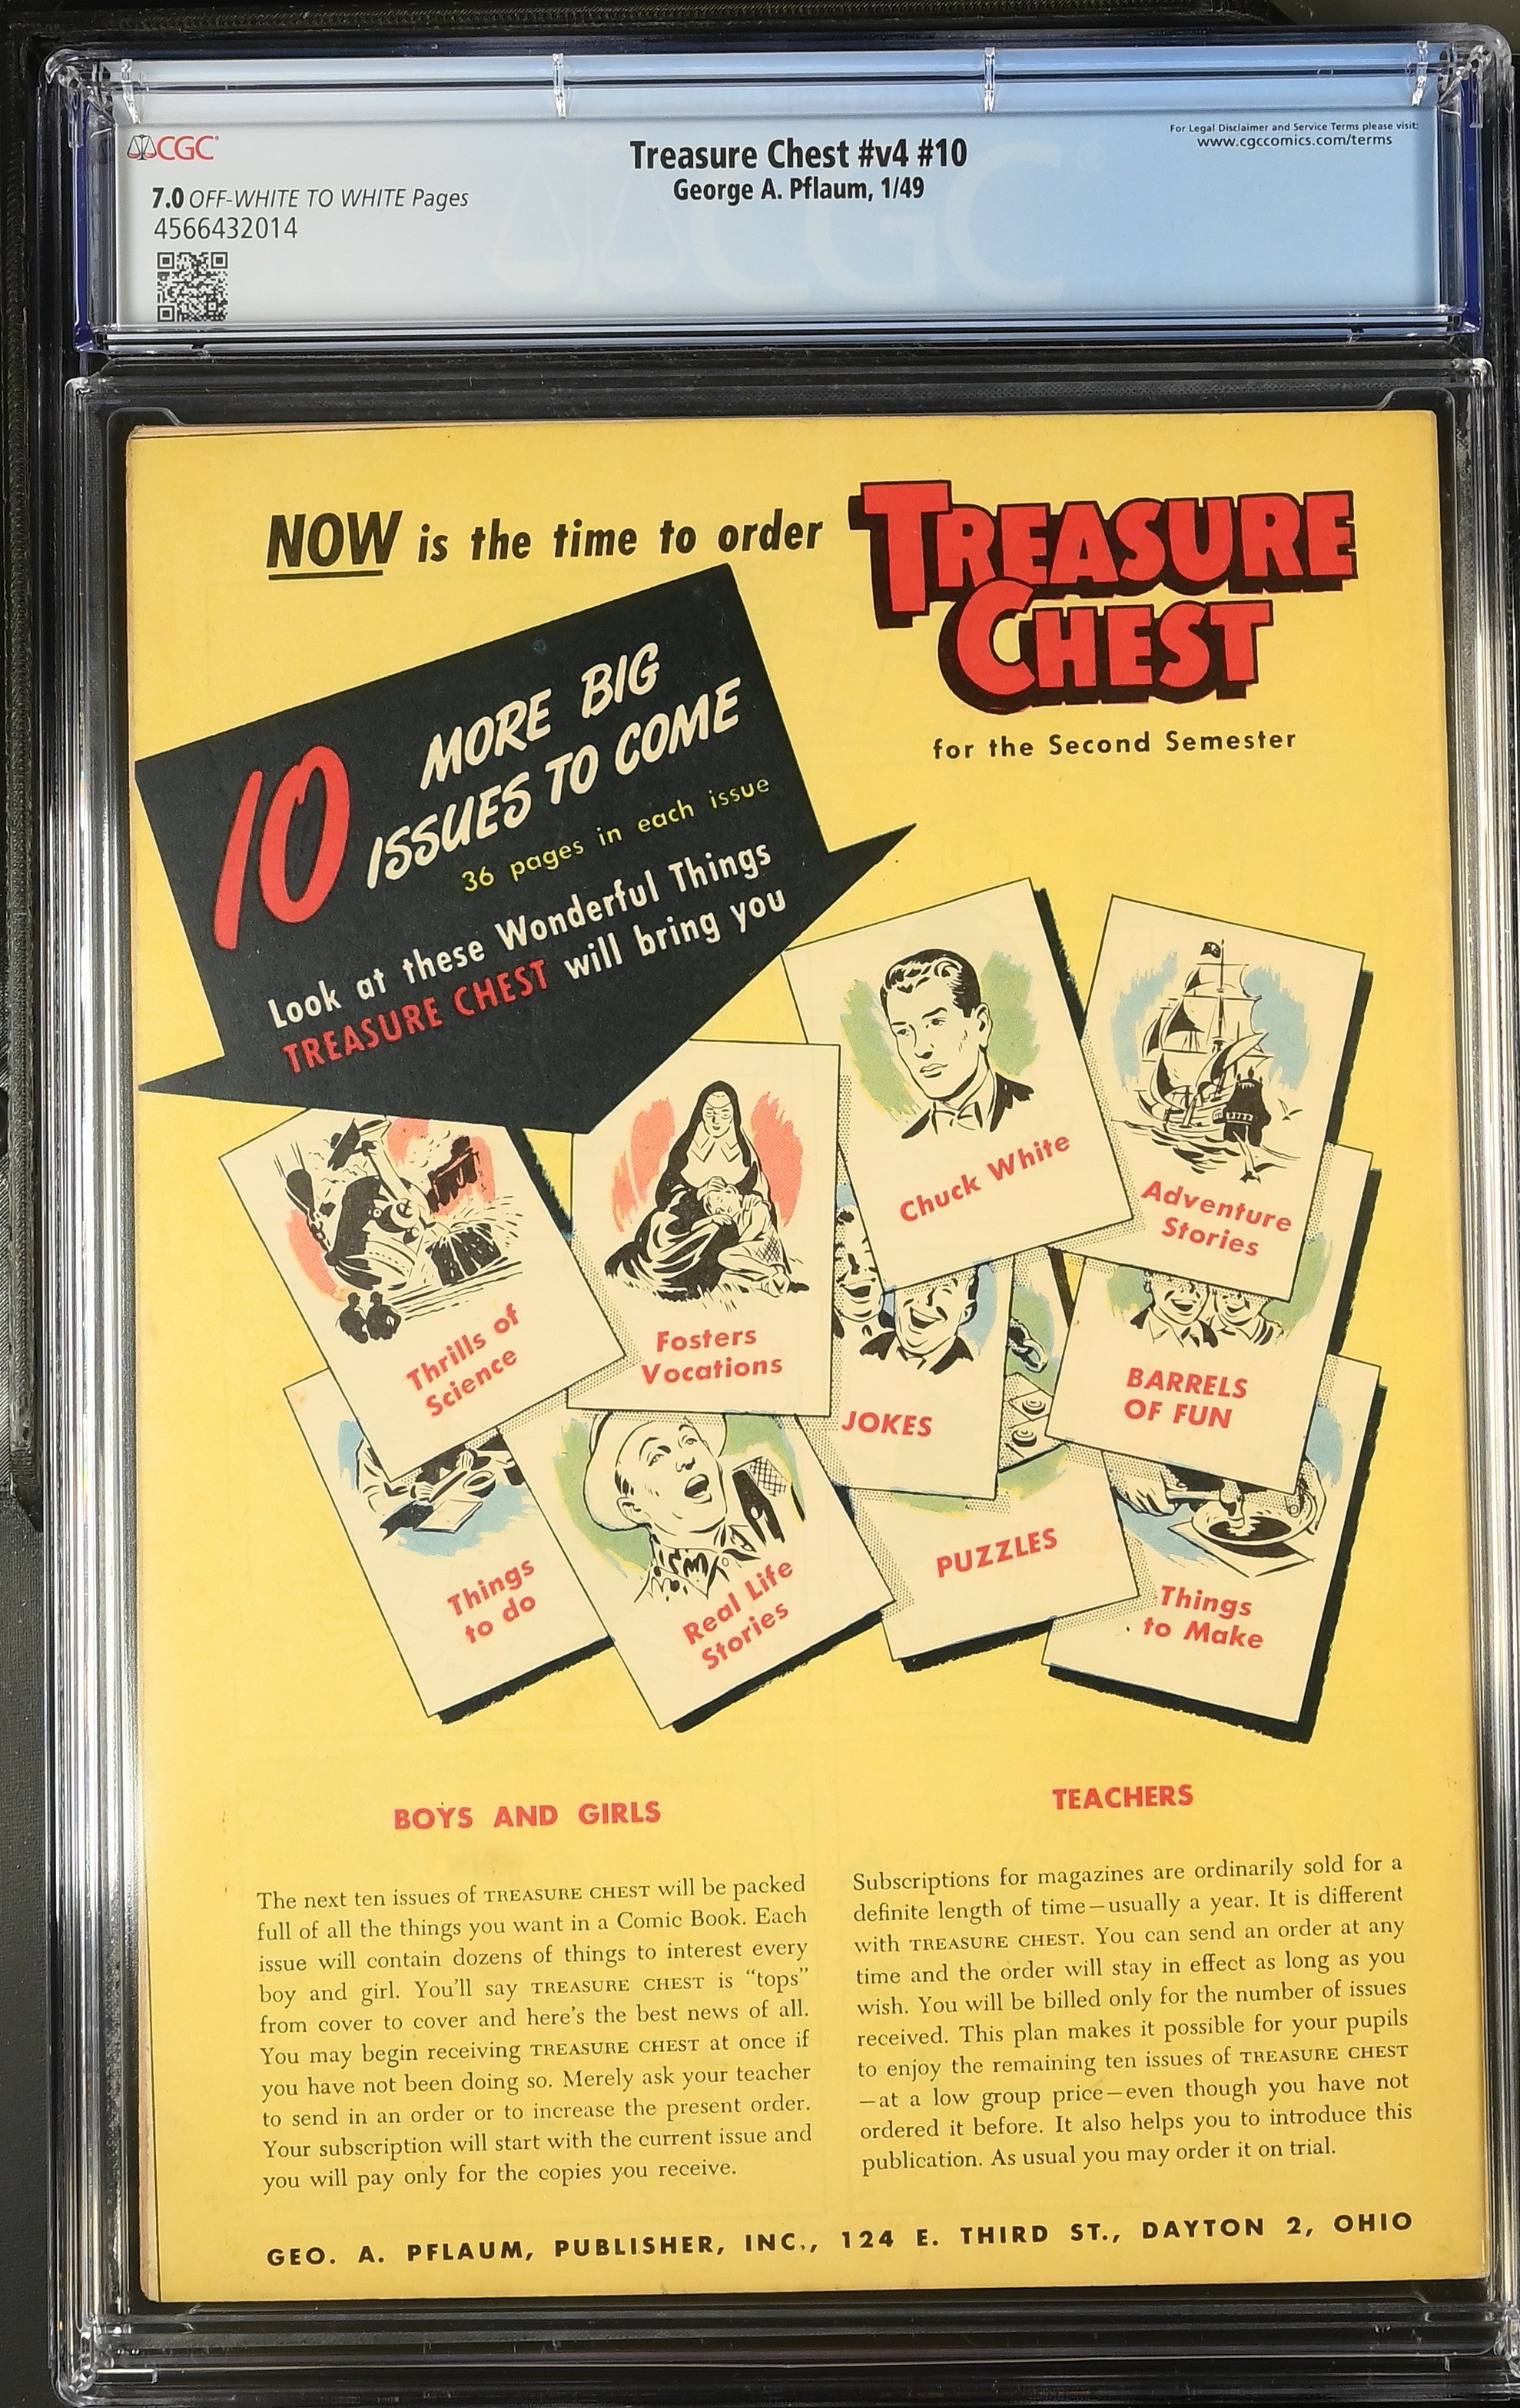 CGC
Treasure Chest #v4 #10
George A. Pflaum, 1/49
For Legal Disclaimer and Service Terms please visit:
www.cgccomics.com/terms
7.0 OFF-WHITE TO WHITE Pages
4566432014
NOW is the time to order
TREASURE
CHEST
for the Second Semester
10 MORE BIG
ISSUES TO COME
36 pages in each issue
Look at these Wonderful Things
TREASURE CHEST will bring you
Chuck White
Adventure
Stories
Thrills of
Science
Fosters
Vocations
JOKES
BARRELS
OF FUN
Things
to do
Real Life
Stories
PUZZLES
Things
to Make
BOYS AND GIRLS
The next ten issues of TREASURE CHEST will be packed
full of all the things you want in a Comic Book. Each
issue will contain dozens of things to interest every
boy and girl. You'll say TREASURE CHEST is “tops”
from cover to cover and here's the best news of all.
You may begin receiving TREASURE CHEST at once if
you have not been doing so. Merely ask your teacher
to send in an order or to increase the present order.
Your subscription will start with the current issue and
you will pay only for the copies you receive.
TEACHERS
Subscriptions for magazines are ordinarily sold for a
definite length of time—usually a year. It is different
with TREASURE CHEST. You can send an order at any
time and the order will stay in effect as long as you
wish. You will be billed only for the number of issues
received. This plan makes it possible for your pupils
to enjoy the remaining ten issues of TREASURE CHEST
—at a low group price—even though you have not
ordered it before. It also helps you to introduce this
publication. As usual you may order it on trial.
GEO. A. PFLAUM, PUBLISHER, INC., 124 E. THIRD ST., DAYTON 2, OHIO